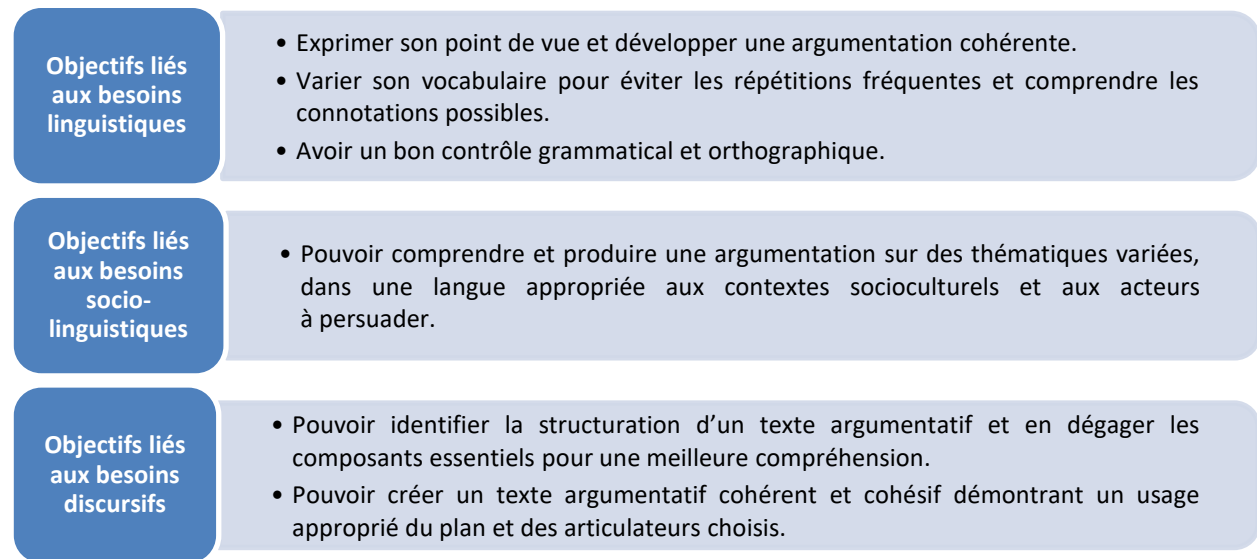 Objectifs liés
aux besoins
linguistiques
• Exprimer son point de vue et développer une argumentation cohérente.
• Varier son vocabulaire pour éviter les répétitions fréquentes et comprendre les
connotations possibles.
• Avoir un bon contrôle grammatical et orthographique.
Objectifs liés
aux besoins
socio-
linguistiques
• Pouvoir comprendre et produire une argumentation sur des thématiques variées,
dans une langue appropriée aux contextes socioculturels et aux acteurs
à persuader.
Objectifs liés
aux besoins
discursifs
• Pouvoir identifier la structuration d’un texte argumentatif et en dégager les
composants essentiels pour une meilleure compréhension.
• Pouvoir créer un texte argumentatif cohérent et cohésif démontrant un usage
approprié du plan et des articulateurs choisis.